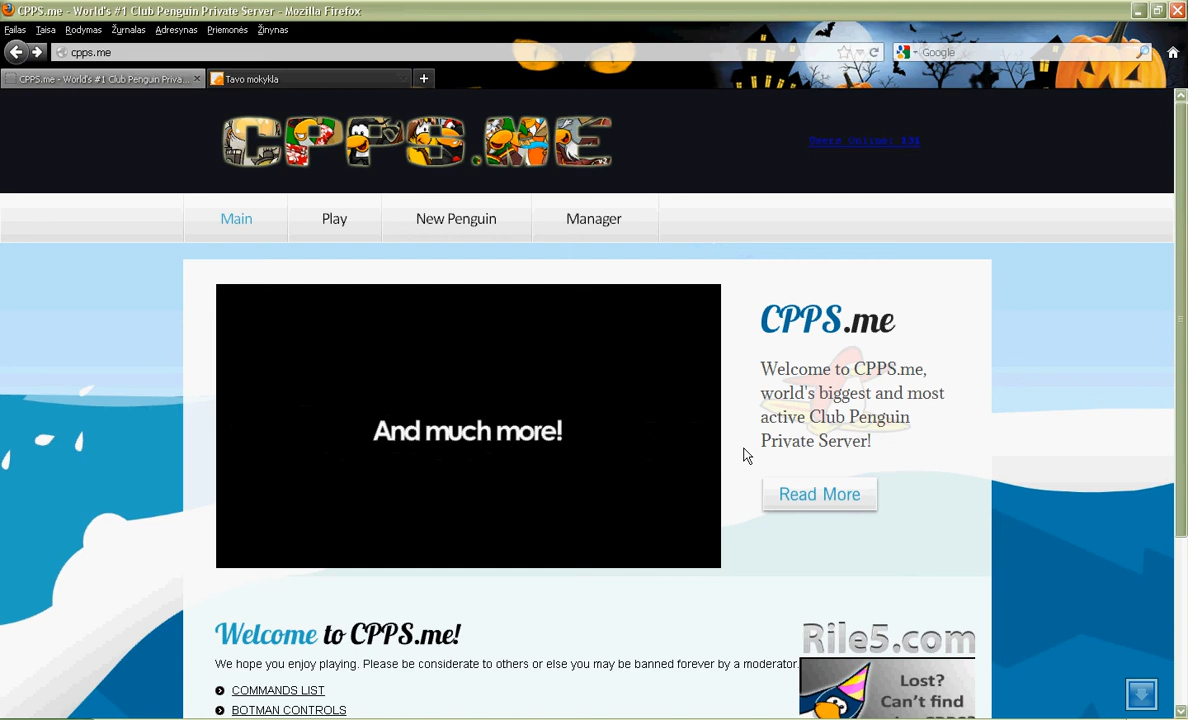 CPPS.me - World's #1 Club Penguin Private Server - Mozilla Firefox
Failas Taisa Rodymas Žurnalas Adresynas Priemonės Žinynas
cpps.me
Google
CPPS.me - World's #1 Club Penguin Priva...
Tavo mokykla
CPPS.ME
Users Online:
Main
Play
New Penguin
Manager
And much more!
CPPS.me
Welcome to CPPS.me,
world's biggest and most
active Club Penguin
Private Server!
Read More
Welcome to CPPS.me!
We hope you enjoy playing. Please be considerate to others or else you may be banned forever by a moderator.
COMMANDS LIST
BOTMAN CONTROLS
Rile5.com
Lost?
Can't find